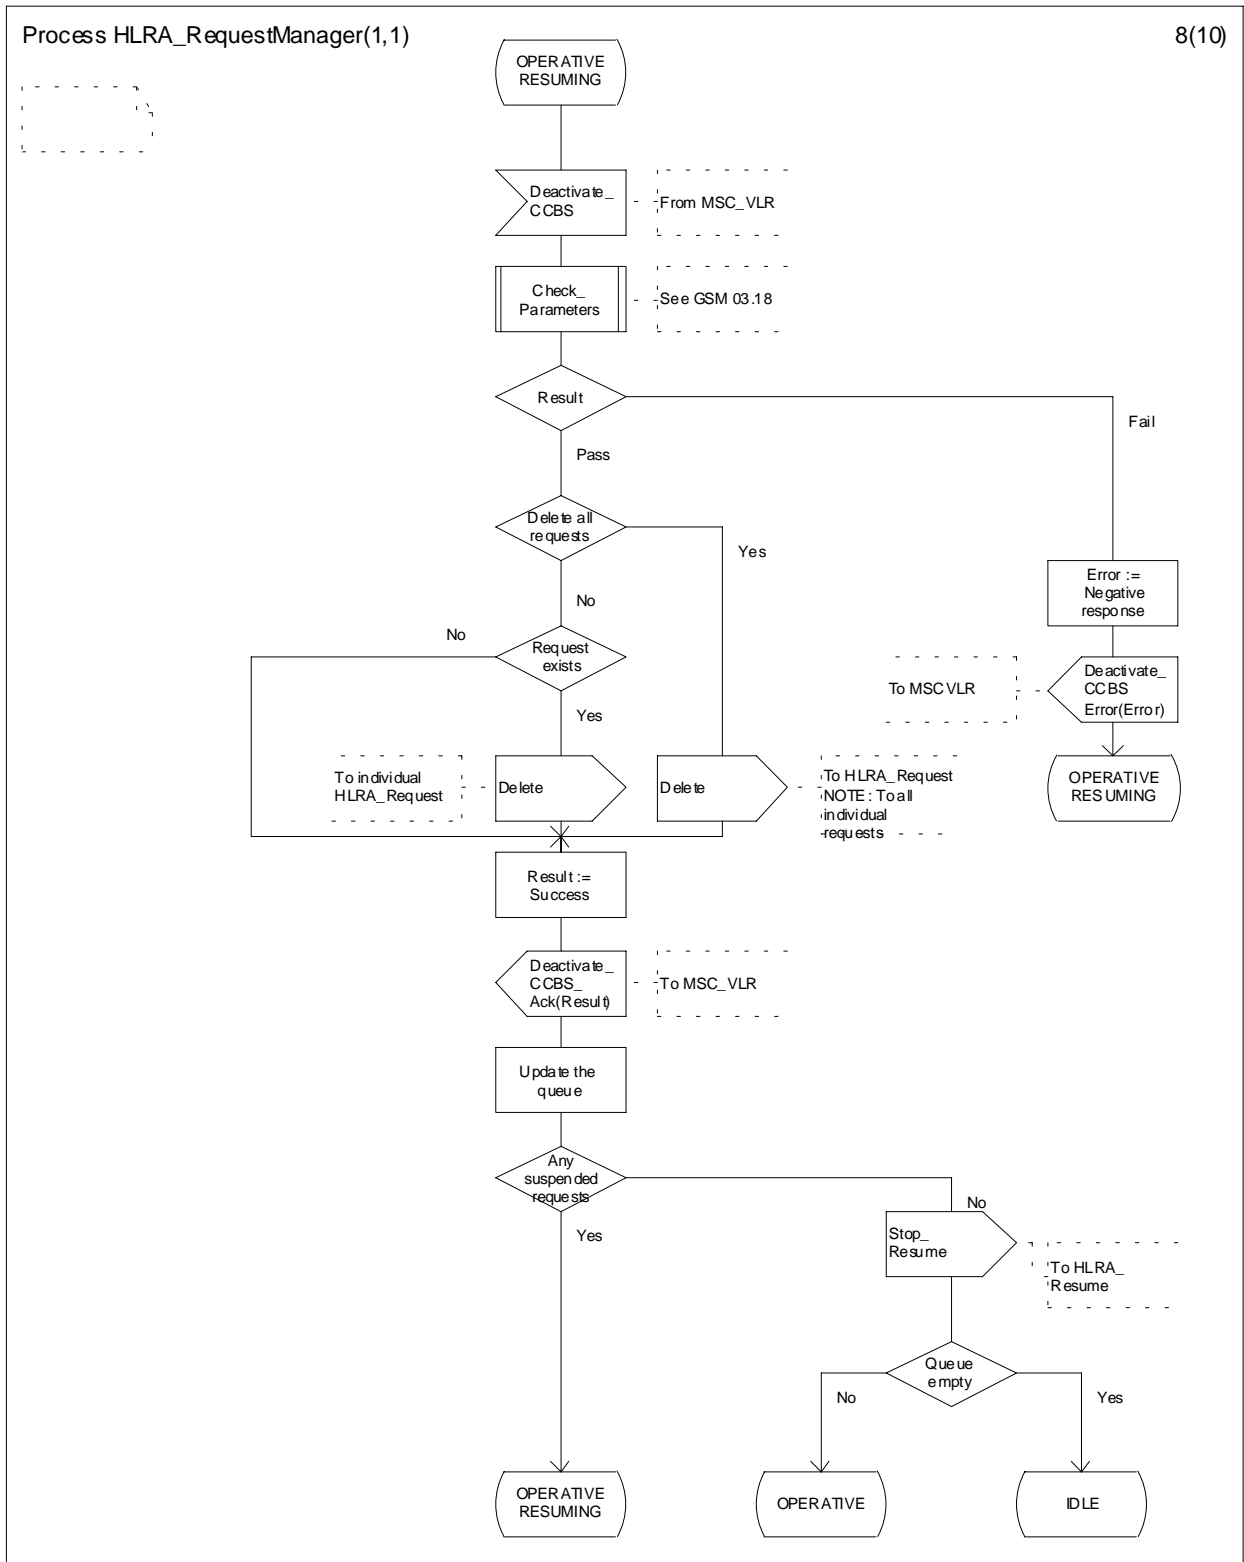 Process HLRA_RequestManager(1,1)
8(10)
OPERATIVE
RESUMING
Deactivate_
CCBS
From MSC_VLR
Check_
Parameters
See GSM 03.18
Result
Fail
Pass
Delete all
requests
Yes
No
Error :=
Negative
response
No
Request
exists
To MSCVLR
Deactivate_
CCBS
Error(Error)
Yes
To individual
HLRA_Request
Delete
Delete
To HLRA_Request
NOTE: To all
individual
requests
OPERATIVE
RESUMING
Result :=
Success
Deactivate_
CCBS_
Ack(Result)
To MSC_VLR
Update the
queue
Any
suspended
requests
No
Yes
Stop_
Resume
To HLRA_
Resume
Queue
empty
No
Yes
OPERATIVE
RESUMING
OPERATIVE
IDLE